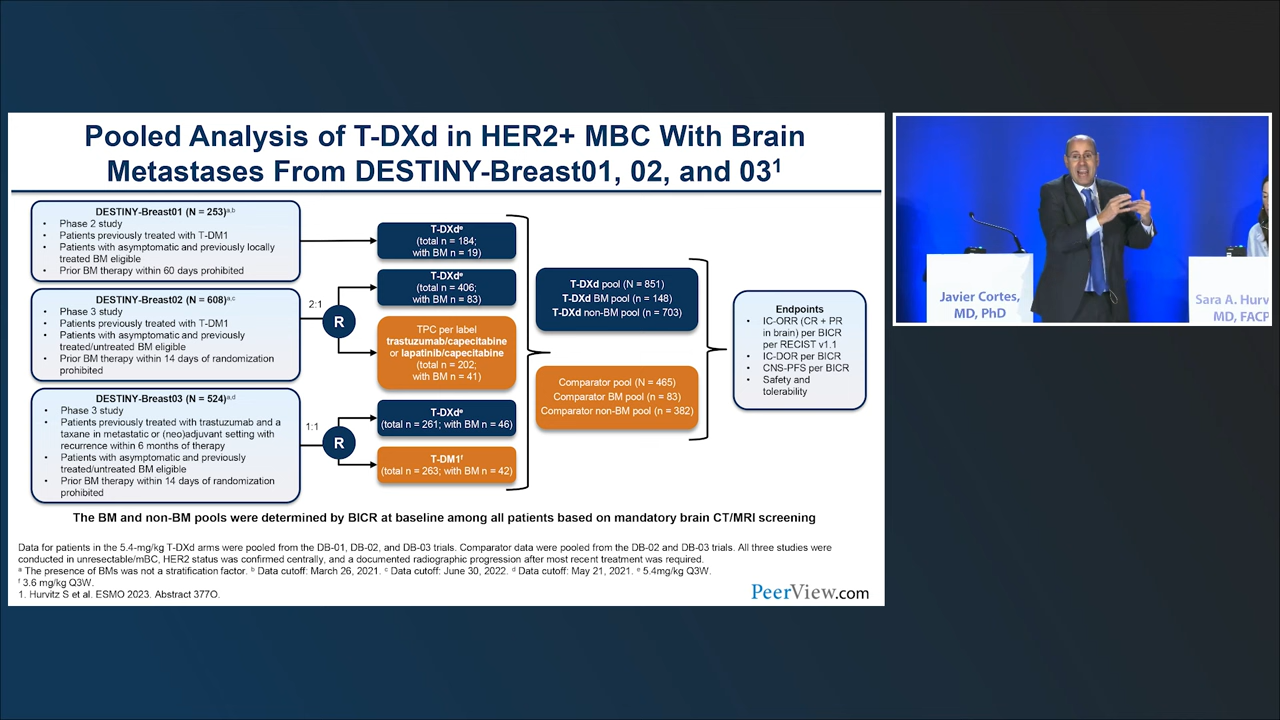 Pooled Analysis of T-DXd in HER2+ MBC With Brain
Metastases From DESTINY-Breast01, 02, and 03¹
DESTINY-Breast01 (N = 253)a,b
• Phase 2 study
• Patients previously treated with T-DM1
• Patients with asymptomatic and previously locally
treated BM eligible
• Prior BM therapy within 60 days prohibited
DESTINY-Breast02 (N = 608)a,c
• Phase 3 study
• Patients previously treated with T-DM1
• Patients with asymptomatic and previously
treated/untreated BM eligible
• Prior BM therapy within 14 days of randomization
prohibited
DESTINY-Breast03 (N = 524)a,d
• Phase 3 study
• Patients previously treated with trastuzumab and a
taxane in metastatic or (neo)adjuvant setting with
recurrence within 6 months of therapy
• Patients with asymptomatic and previously
treated/untreated BM eligible
• Prior BM therapy within 14 days of randomization
prohibited
2:1
R
1:1
R
T-DXde
(total n = 184;
with BM n = 19)
T-DXde
(total n = 406;
with BM n = 83)
TPC per label
trastuzumab/capecitabine
or lapatinib/capecitabine
(total n = 202;
with BM n = 41)
T-DXde
(total n = 261; with BM n = 46)
T-DM1f
(total n = 263; with BM n = 42)
T-DXd pool (N = 851)
T-DXd BM pool (n = 148)
T-DXd non-BM pool (n = 703)
Comparator pool (N = 465)
Comparator BM pool (n = 83)
Comparator non-BM pool (n = 382)
Endpoints
• IC-ORR (CR + PR
in brain) per BICR
per RECIST v1.1
• IC-DOR per BICR
• CNS-PFS per BICR
• Safety and
tolerability
The BM and non-BM pools were determined by BICR at baseline among all patients based on mandatory brain CT/MRI screening
Data for patients in the 5.4-mg/kg T-DXd arms were pooled from the DB-01, DB-02, and DB-03 trials. Comparator data were pooled from the DB-02 and DB-03 trials. All three studies were
conducted in unresectable/mBC, HER2 status was confirmed centrally, and a documented radiographic progression after most recent treatment was required.
a The presence of BMs was not a stratification factor. b Data cutoff: March 26, 2021. c Data cutoff: June 30, 2022. d Data cutoff: May 21, 2021. e 5.4mg/kg Q3W.
f 3.6 mg/kg Q3W.
1. Hurvitz S et al. ESMO 2023. Abstract 377O.
PeerView.com
Javier Cortes,
MD, PhD
Sara A. Hurv
MD, FACP